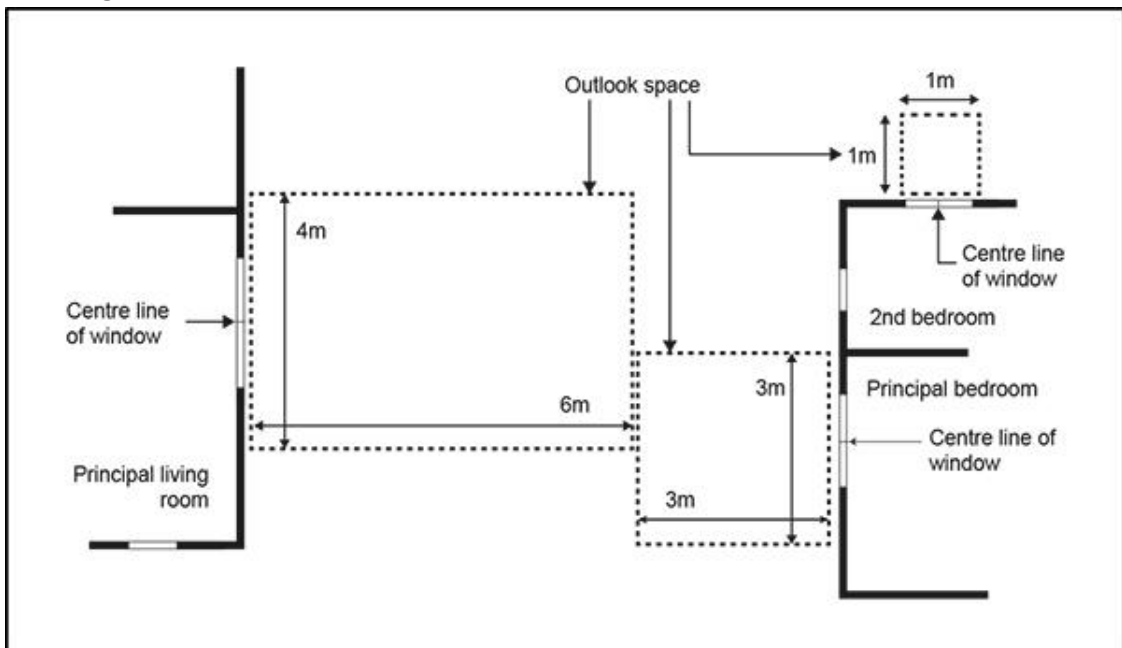 Outlook space
1m
1m
4m
Centre line
of window
Centre line
of window
2nd bedroom
6m
3m
Principal bedroom
Centre line of
window
Principal living
room
3m